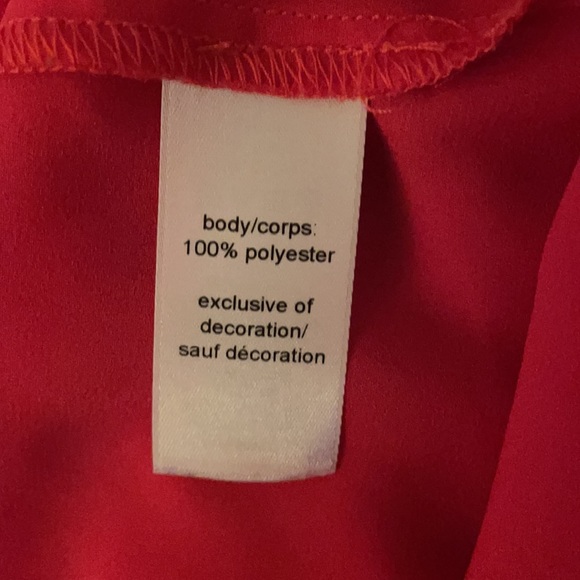 body/corps:
100% polyester
exclusive of
decoration/
sauf décoration